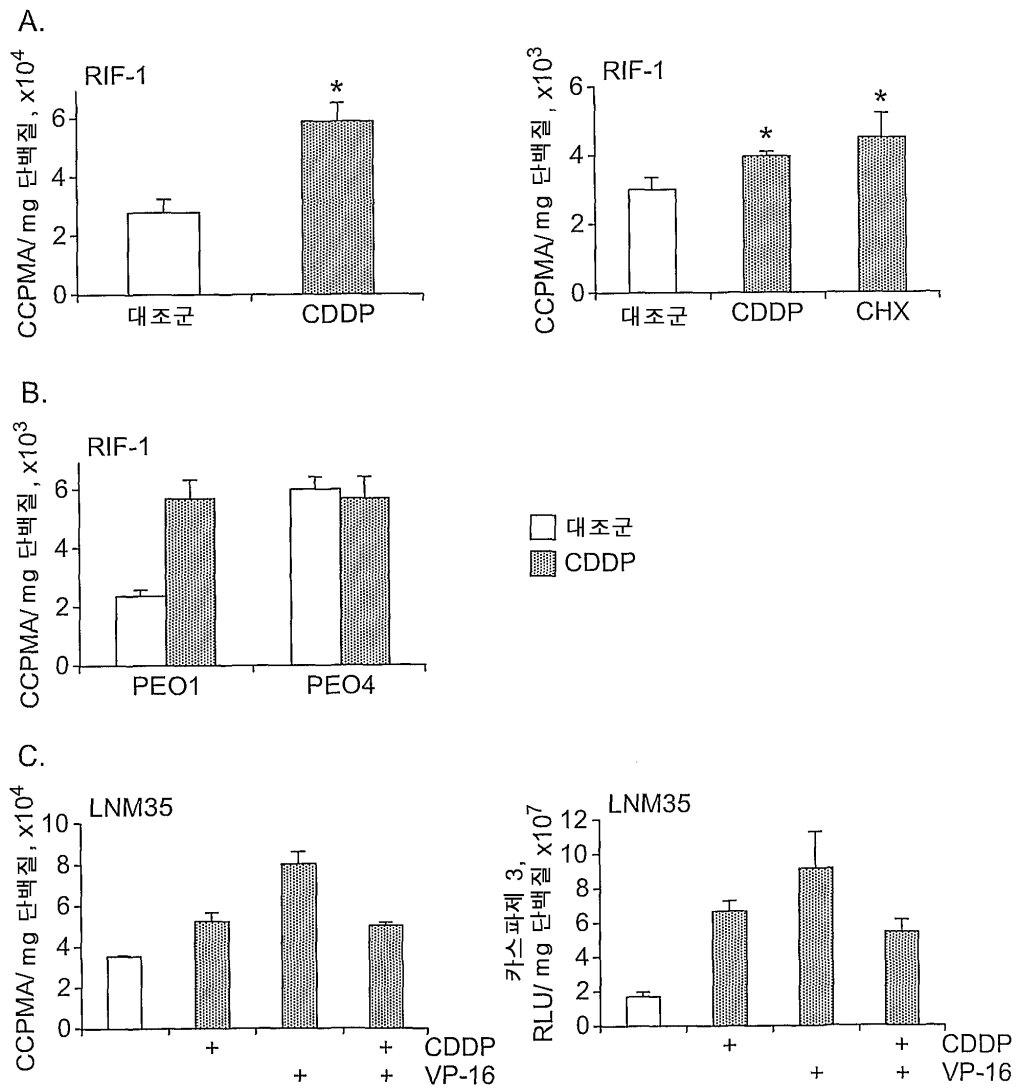 A.
RIF-1
CCPMA/mg 단백질, x10⁴
6
4
2
0
*
대조군
CDDP
RIF-1
CCPMA/mg 단백질, x10³
6
4
2
0
*
*
대조군
CDDP
CHX
B.
RIF-1
CCPMA/mg 단백질, x10³
6
4
2
0
PEO1
PEO4
대조군
CDDP
C.
LNM35
CCPMA/mg 단백질, x10⁴
10
8
6
4
2
0
+ + CDDP
+ + VP-16
LNM35
카스파제 3,
RLU/mg 단백질 x10⁷
12
10
8
6
4
2
0
+ + CDDP
+ + VP-16